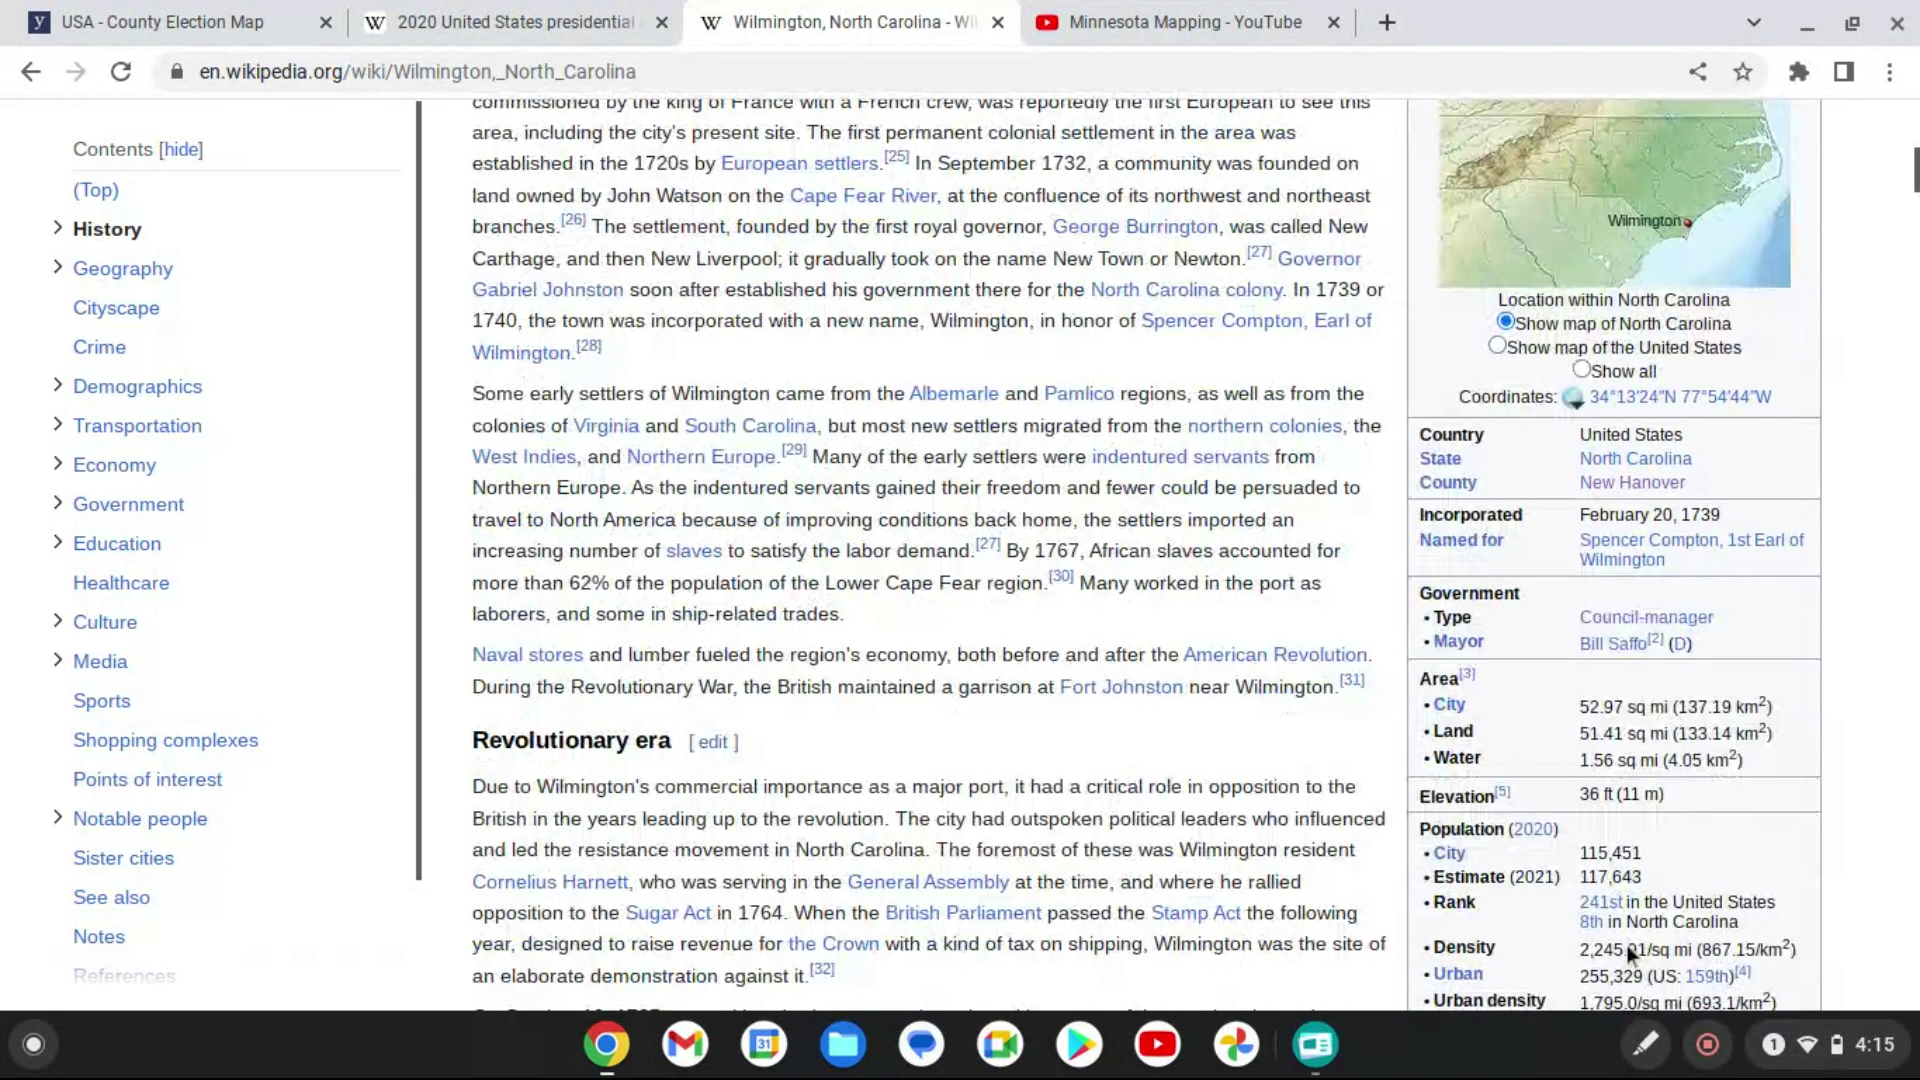 USA - County Election Map
2020 United States presidential
Wilmington, North Carolina - Wi
Minnesota Mapping - YouTube
en.wikipedia.org/wiki/Wilmington,_North_Carolina
Contents [hide]
(Top)
History
Geography
Cityscape
Crime
Demographics
Transportation
Economy
Government
Education
Healthcare
Culture
Media
Sports
Shopping complexes
Points of interest
Notable people
Sister cities
See also
Notes
References
commissioned by the king of France with a French crew, was reportedly the first European to see this
area, including the city's present site. The first permanent colonial settlement in the area was
established in the 1720s by European settlers.[25] In September 1732, a community was founded on
land owned by John Watson on the Cape Fear River, at the confluence of its northwest and northeast
branches.[26] The settlement, founded by the first royal governor, George Burrington, was called New
Carthage, and then New Liverpool; it gradually took on the name New Town or Newton.[27] Governor
Gabriel Johnston soon after established his government there for the North Carolina colony. In 1739 or
1740, the town was incorporated with a new name, Wilmington, in honor of Spencer Compton, Earl of
Wilmington.[28]
Some early settlers of Wilmington came from the Albemarle and Pamlico regions, as well as from the
colonies of Virginia and South Carolina, but most new settlers migrated from the northern colonies, the
West Indies, and Northern Europe.[29] Many of the early settlers were indentured servants from
Northern Europe. As the indentured servants gained their freedom and fewer could be persuaded to
travel to North America because of improving conditions back home, the settlers imported an
increasing number of slaves to satisfy the labor demand.[27] By 1767, African slaves accounted for
more than 62% of the population of the Lower Cape Fear region.[30] Many worked in the port as
laborers, and some in ship-related trades.
Naval stores and lumber fueled the region's economy, both before and after the American Revolution.
During the Revolutionary War, the British maintained a garrison at Fort Johnston near Wilmington.[31]
Revolutionary era [ edit ]
Due to Wilmington's commercial importance as a major port, it had a critical role in opposition to the
British in the years leading up to the revolution. The city had outspoken political leaders who influenced
and led the resistance movement in North Carolina. The foremost of these was Wilmington resident
Cornelius Harnett, who was serving in the General Assembly at the time, and where he rallied
opposition to the Sugar Act in 1764. When the British Parliament passed the Stamp Act the following
year, designed to raise revenue for the Crown with a kind of tax on shipping, Wilmington was the site of
an elaborate demonstration against it.[32]
Wilmington
Location within North Carolina
Show map of North Carolina
Show map of the United States
Show all
Coordinates: 34°13′24″N 77°54′44″W
Country United States
State North Carolina
County New Hanover
Incorporated February 20, 1739
Named for Spencer Compton, 1st Earl of
Wilmington
Government
• Type Council-manager
• Mayor Bill Saffo[2] (D)
Area[3]
• City 52.97 sq mi (137.19 km2)
• Land 51.41 sq mi (133.14 km2)
• Water 1.56 sq mi (4.05 km2)
Elevation[5] 36 ft (11 m)
Population (2020)
• City 115,451
• Estimate (2021) 117,643
• Rank 241st in the United States
8th in North Carolina
• Density /sq mi (867.15/km2)
• Urban 255,329 (US: 159th)[4]
• Urban density 1,795.0/sq mi (693.1/km2)
31
1
4:15